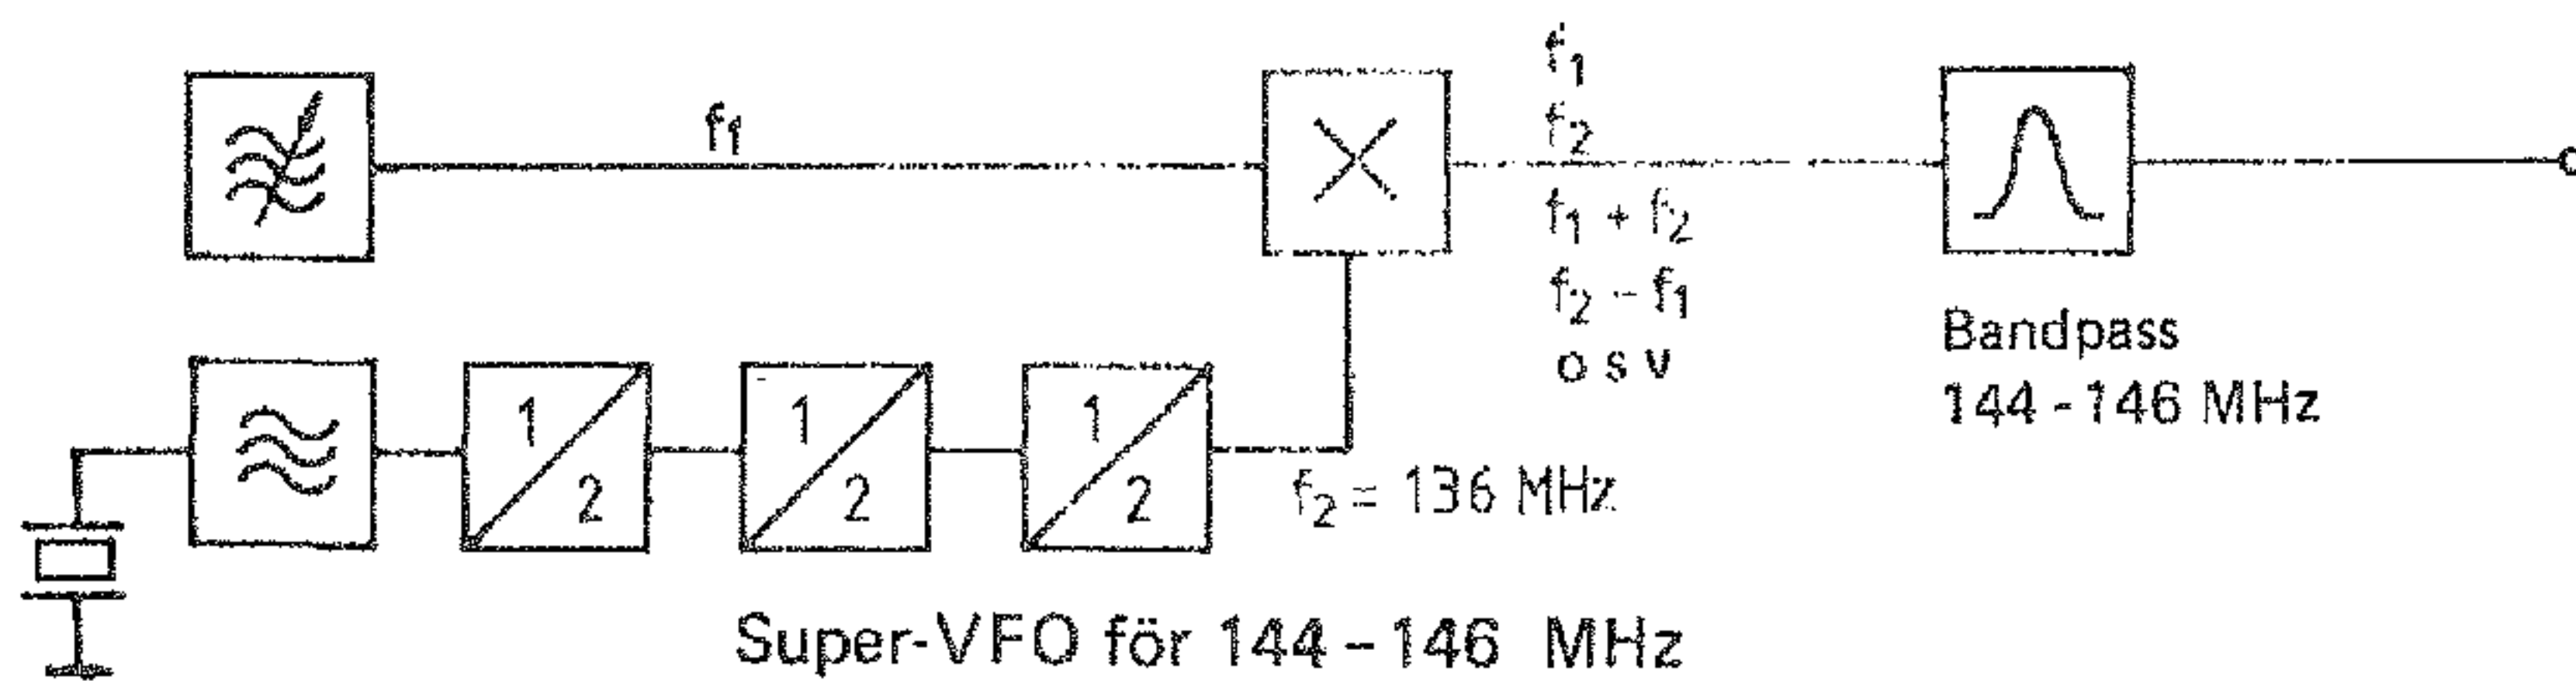 f1
f1
f2
f1 + f2
f2 - f1
o s v
Bandpass
144 - 146 MHz
1
2
1
2
1
2
f2 = 136 MHz
Super-VFO för 144 - 146 MHz